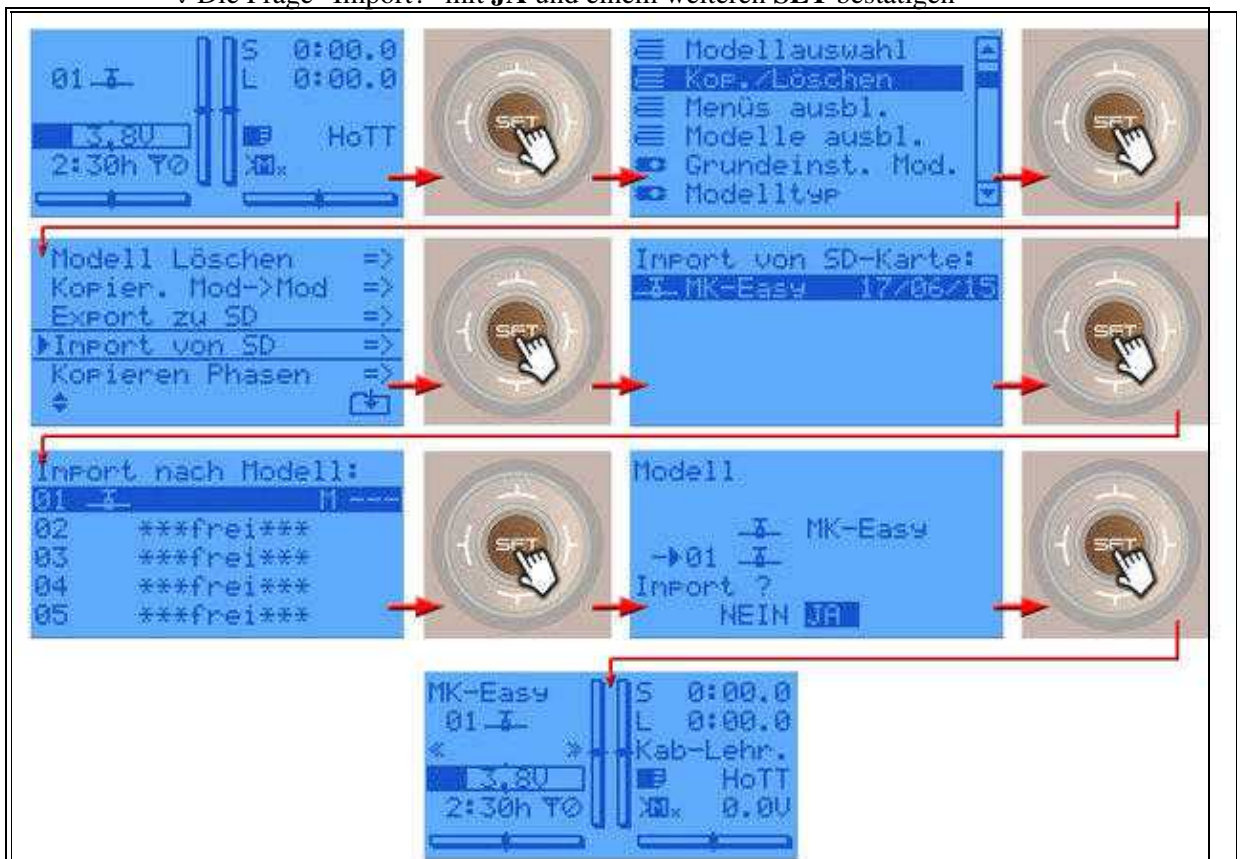 Die Frage "Import?" mit jA und einem weiteren SET bestätigen
01
3,8V
2:30h
S 0:00.0
L 0:00.0
HoTT
SET
Modellauswahl
Kop./Löschen
Menüs ausbl.
Modelle ausbl.
Grundeinst. Mod.
Modelltyp
SET
Modell Löschen =>
Kopier. Mod->Mod =>
Export zu SD =>
Import von SD =>
Kopieren Phasen =>
SET
Import von SD-Karte:
MK-Easy 17/06/15
SET
Import nach Modell:
01 M ---
02 ***frei***
03 ***frei***
04 ***frei***
05 ***frei***
SET
Modell
MK-Easy
01
Import ?
NEIN JA
SET
MK-Easy
01
« »
3,8V
2:30h
S 0:00.0
L 0:00.0
Kab-Lehr.
HoTT
M× 0.0V